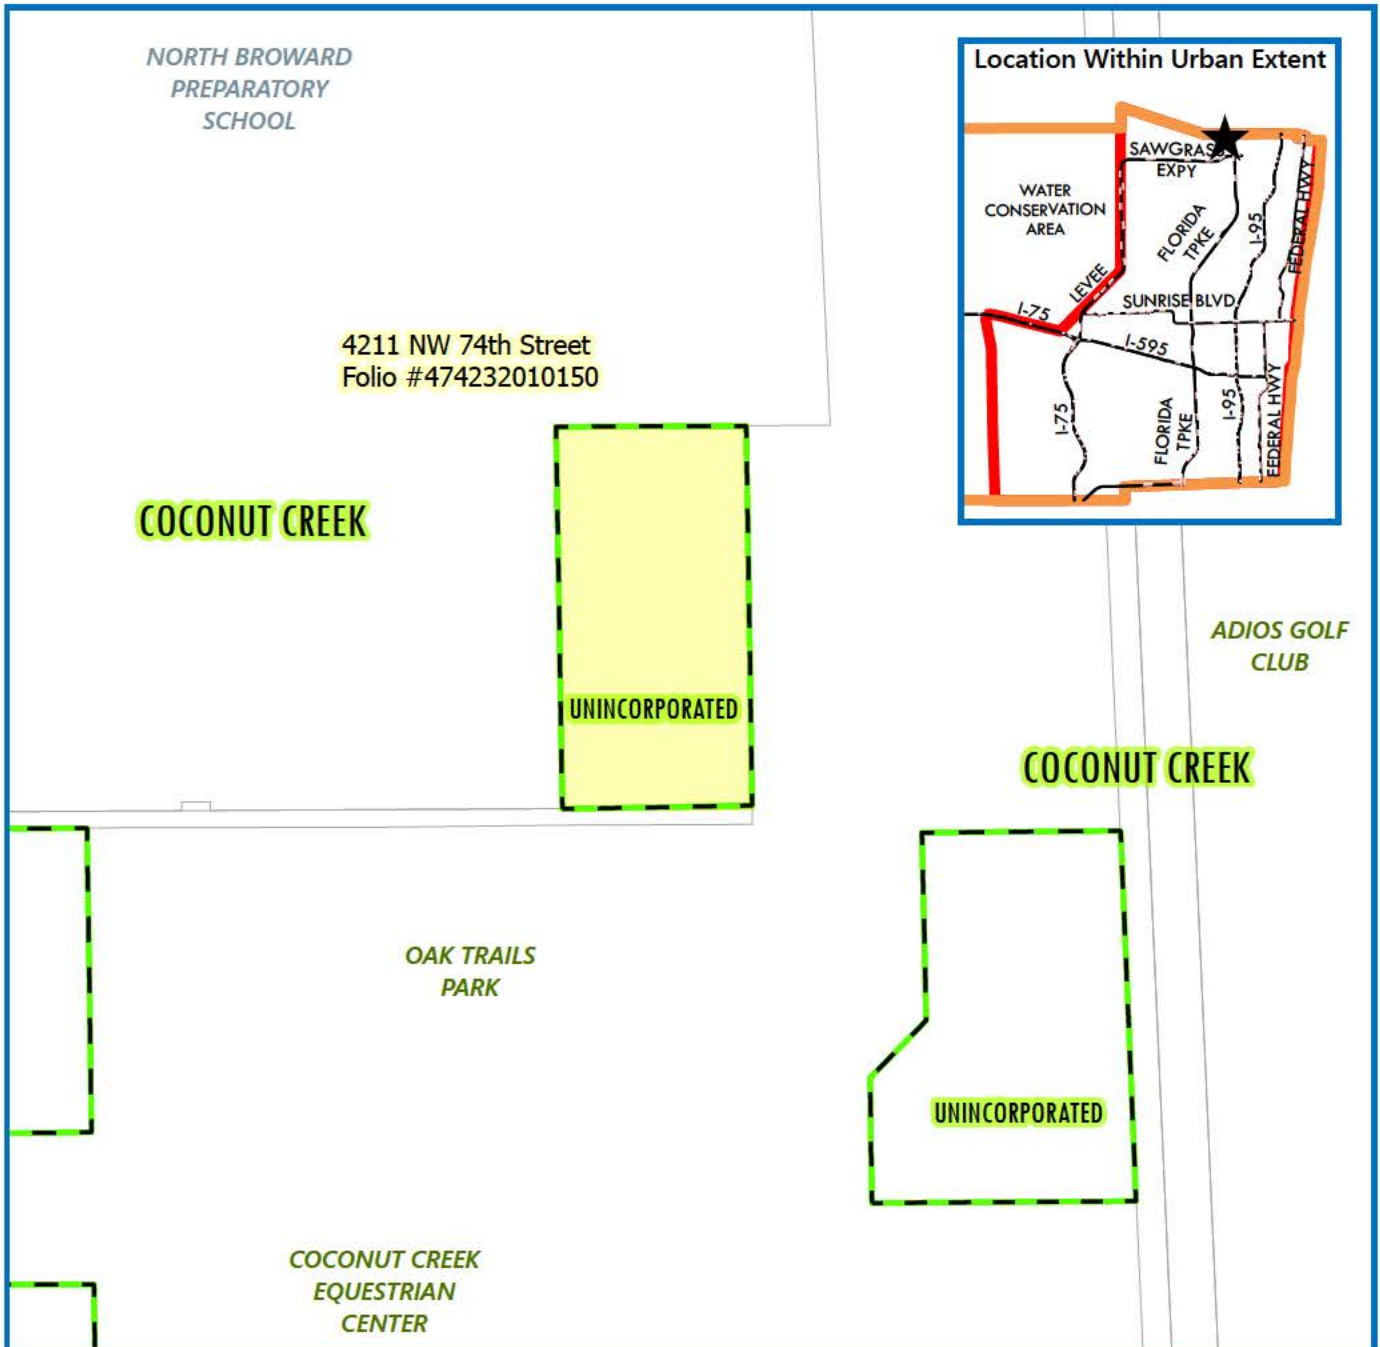 NORTH BROWARD
PREPARATORY
SCHOOL
Location Within Urban Extent
SAWGRASS
EXPY
WATER
CONSERVATION
AREA
FLORIDA
TPKE
I-95
FEDERAL HWY
LEVEE
I-75
SUNRISE BLVD
I-595
I-75
FLORIDA
TPKE
I-95
FEDERAL HWY
4211 NW 74th Street
Folio #474232010150
COCONUT CREEK
UNINCORPORATED
ADIOS GOLF
CLUB
COCONUT CREEK
OAK TRAILS
PARK
UNINCORPORATED
COCONUT CREEK
EQUESTRIAN
CENTER